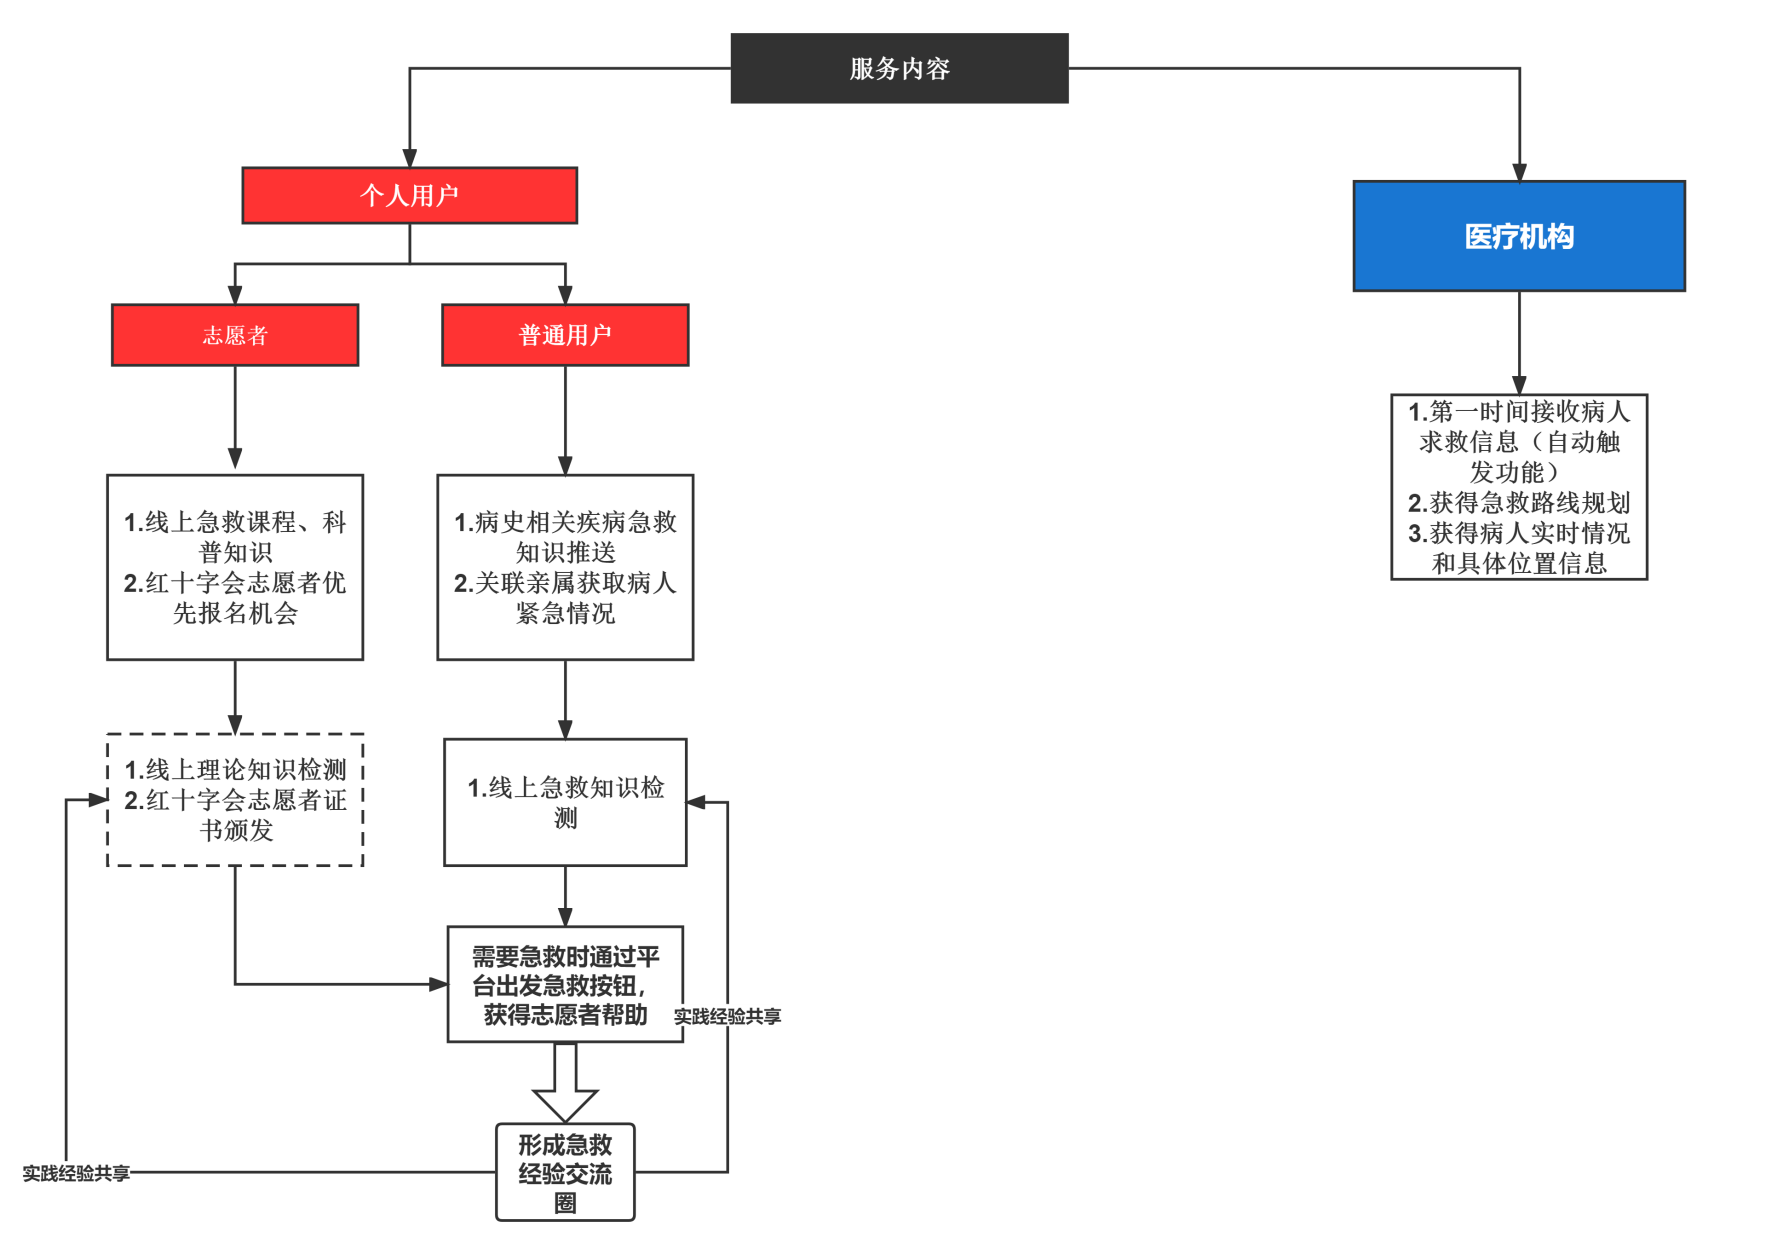 服务内容
个人用户
医疗机构
志愿者
普通用户
1.线上急救课程、科
普知识
2.红十字会志愿者优
先报名机会
1.病史相关疾病急救
知识推送
2.关联亲属获取病人
紧急情况
1.第一时间接收病人
求救信息（自动触
发功能）
2.获得急救路线规划
3.获得病人实时情况
和具体位置信息
1.线上理论知识检测
2.红十字会志愿者证
书颁发
1.线上急救知识检
测
需要急救时通过平
台出发急救按钮，
获得志愿者帮助
实践经验共享
形成急救
经验交流
圈
实践经验共享